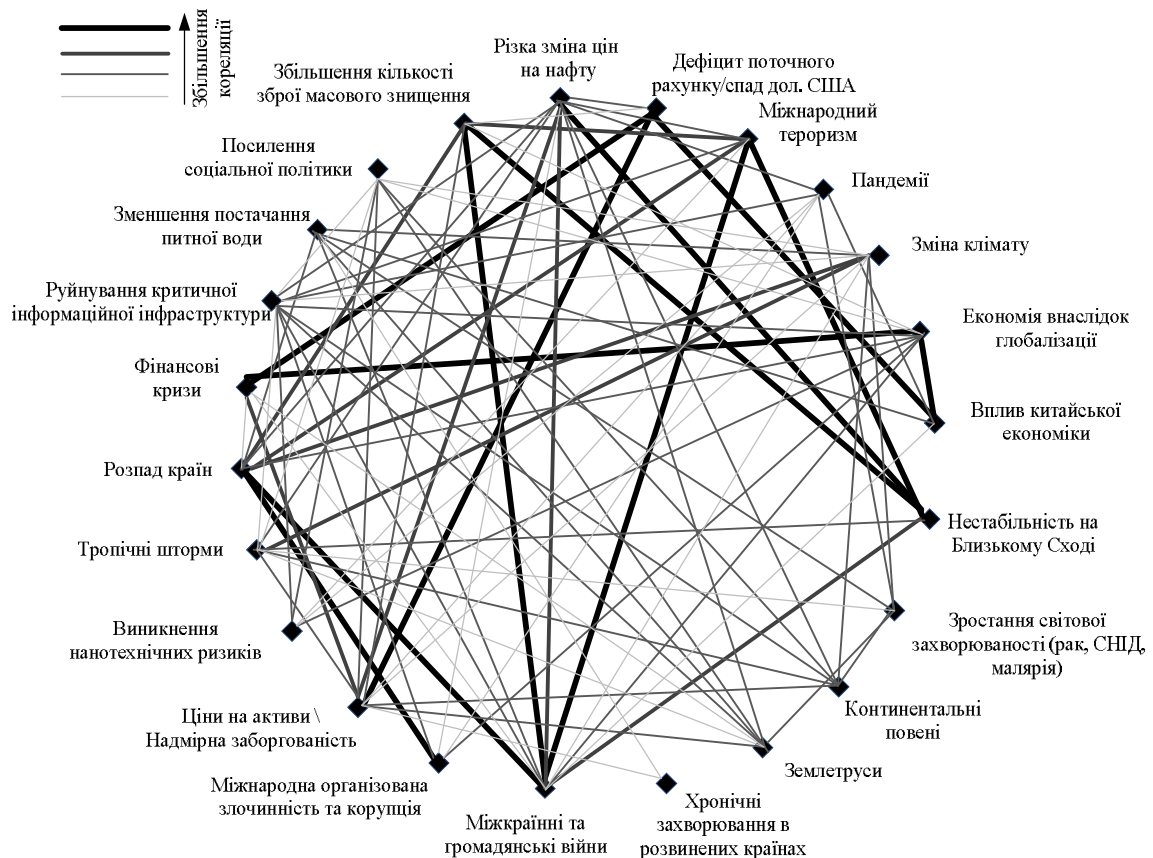 Збільшення
кореляції
Різка зміна цін
на нафту
Дефіцит поточного
рахунку/спад дол. США
Міжнародний
тероризм
Пандемії
Зміна клімату
Економія внаслідок
глобалізації
Вплив китайської
економіки
Нестабільність на
Близькому Сході
Зростання світової
захворюваності (рак, СНІД,
малярія)
Континентальні
повені
Землетруси
Хронічні
захворювання в
розвинених країнах
Міжкраїнні та
громадянські війни
Міжнародна організована
злочинність та корупція
Ціни на активи \
Надмірна заборгованість
Виникнення
нанотехнічних ризиків
Тропічні шторми
Розпад країн
Фінансові
кризи
Руйнування критичної
інформаційної інфраструктури
Зменшення постачання
питної води
Посилення
соціальної політики
Збільшення кількості
зброї масового знищення